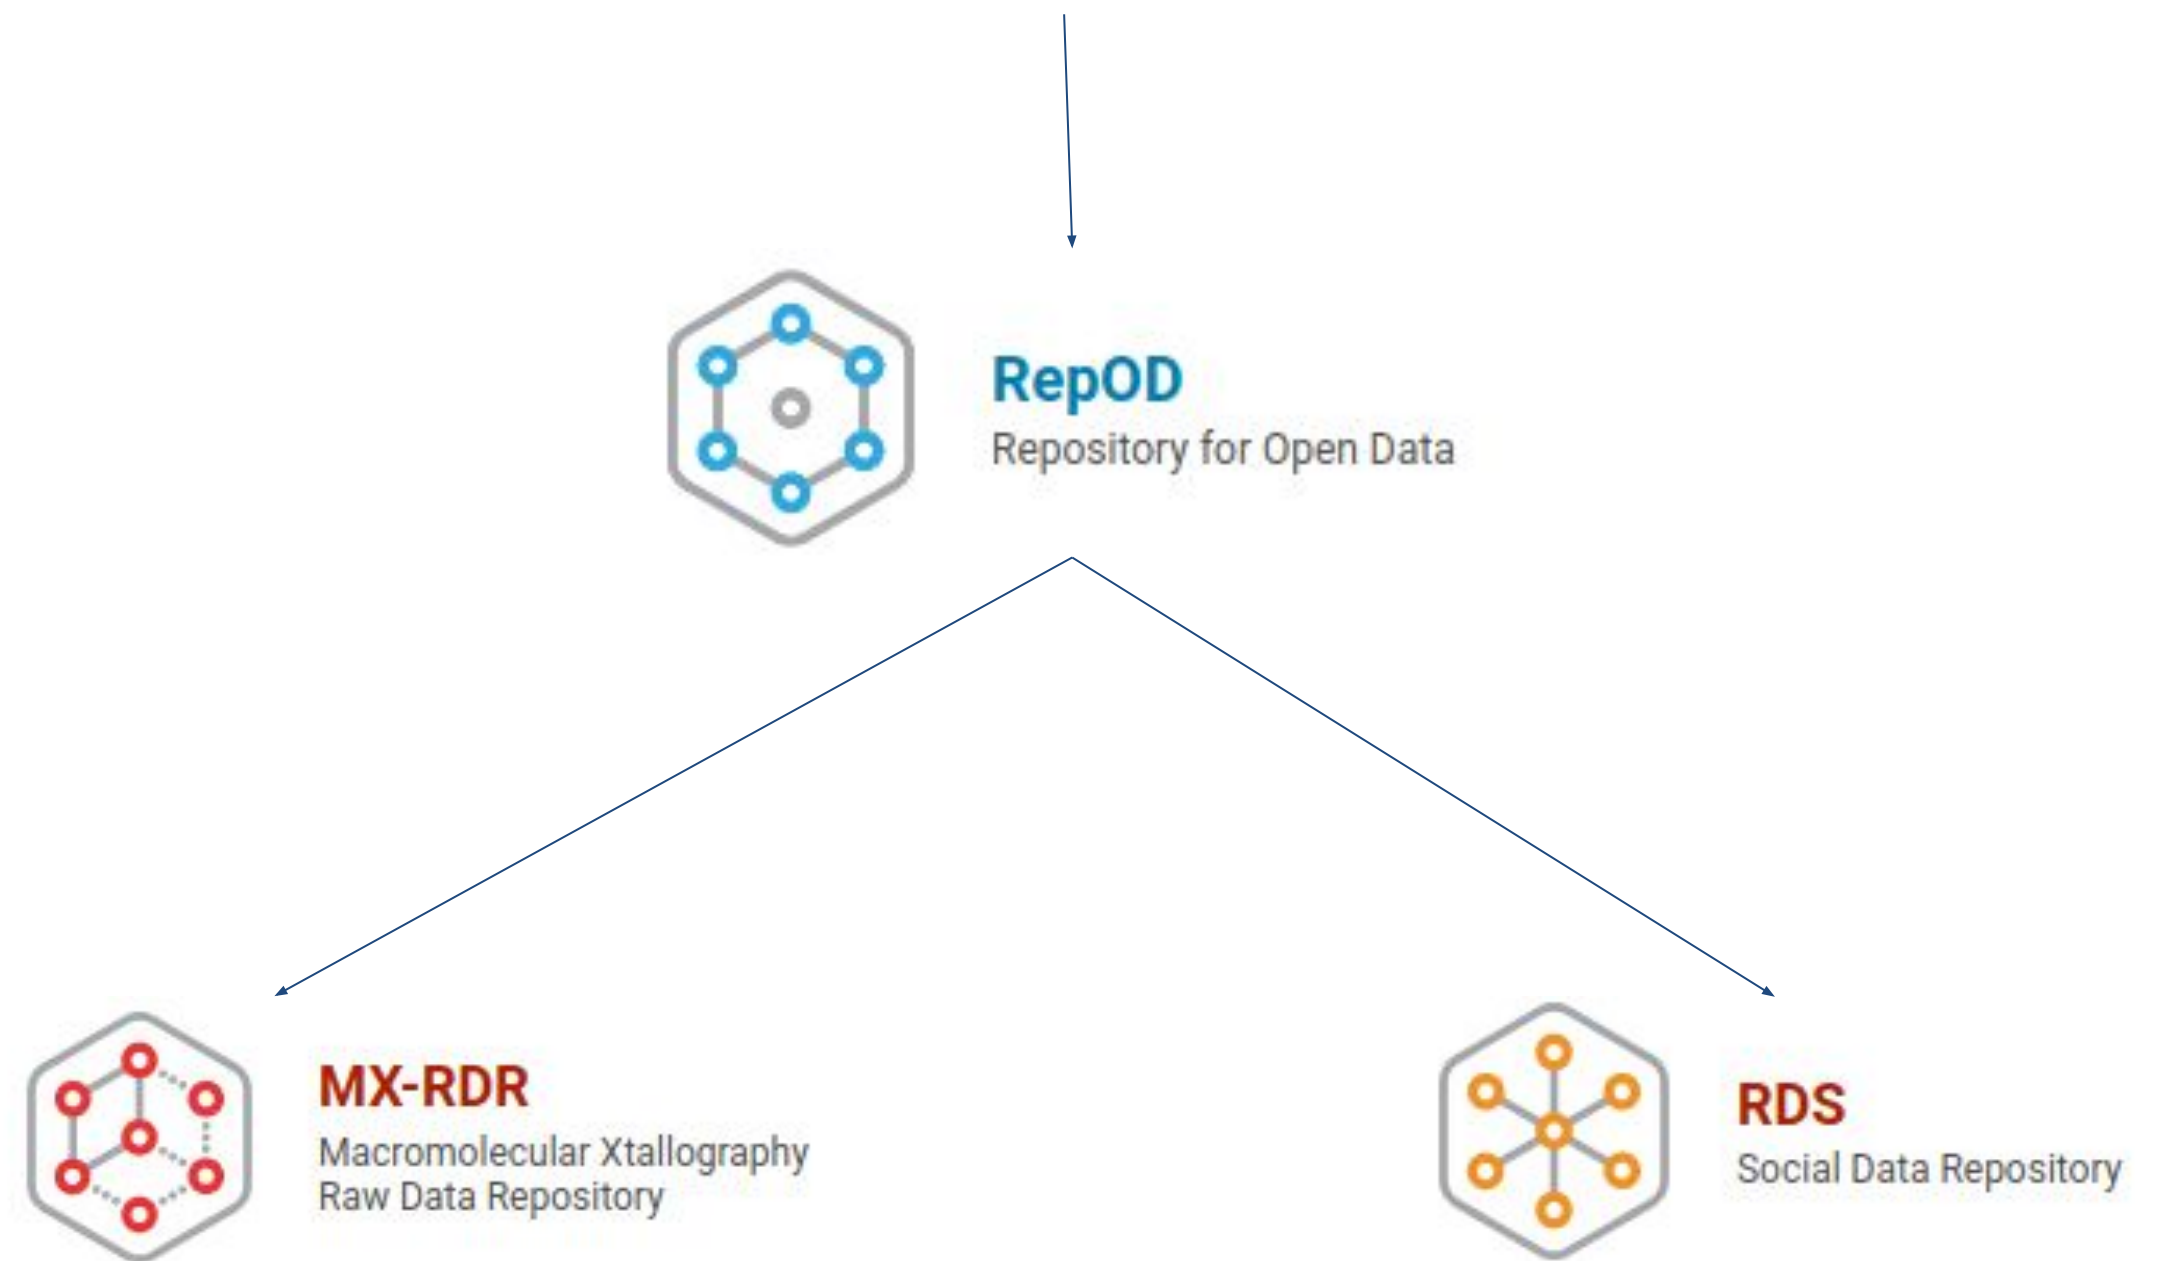 RepOD
Repository for Open Data
MX-RDR
Macromolecular Xtallography
Raw Data Repository
RDS
Social Data Repository